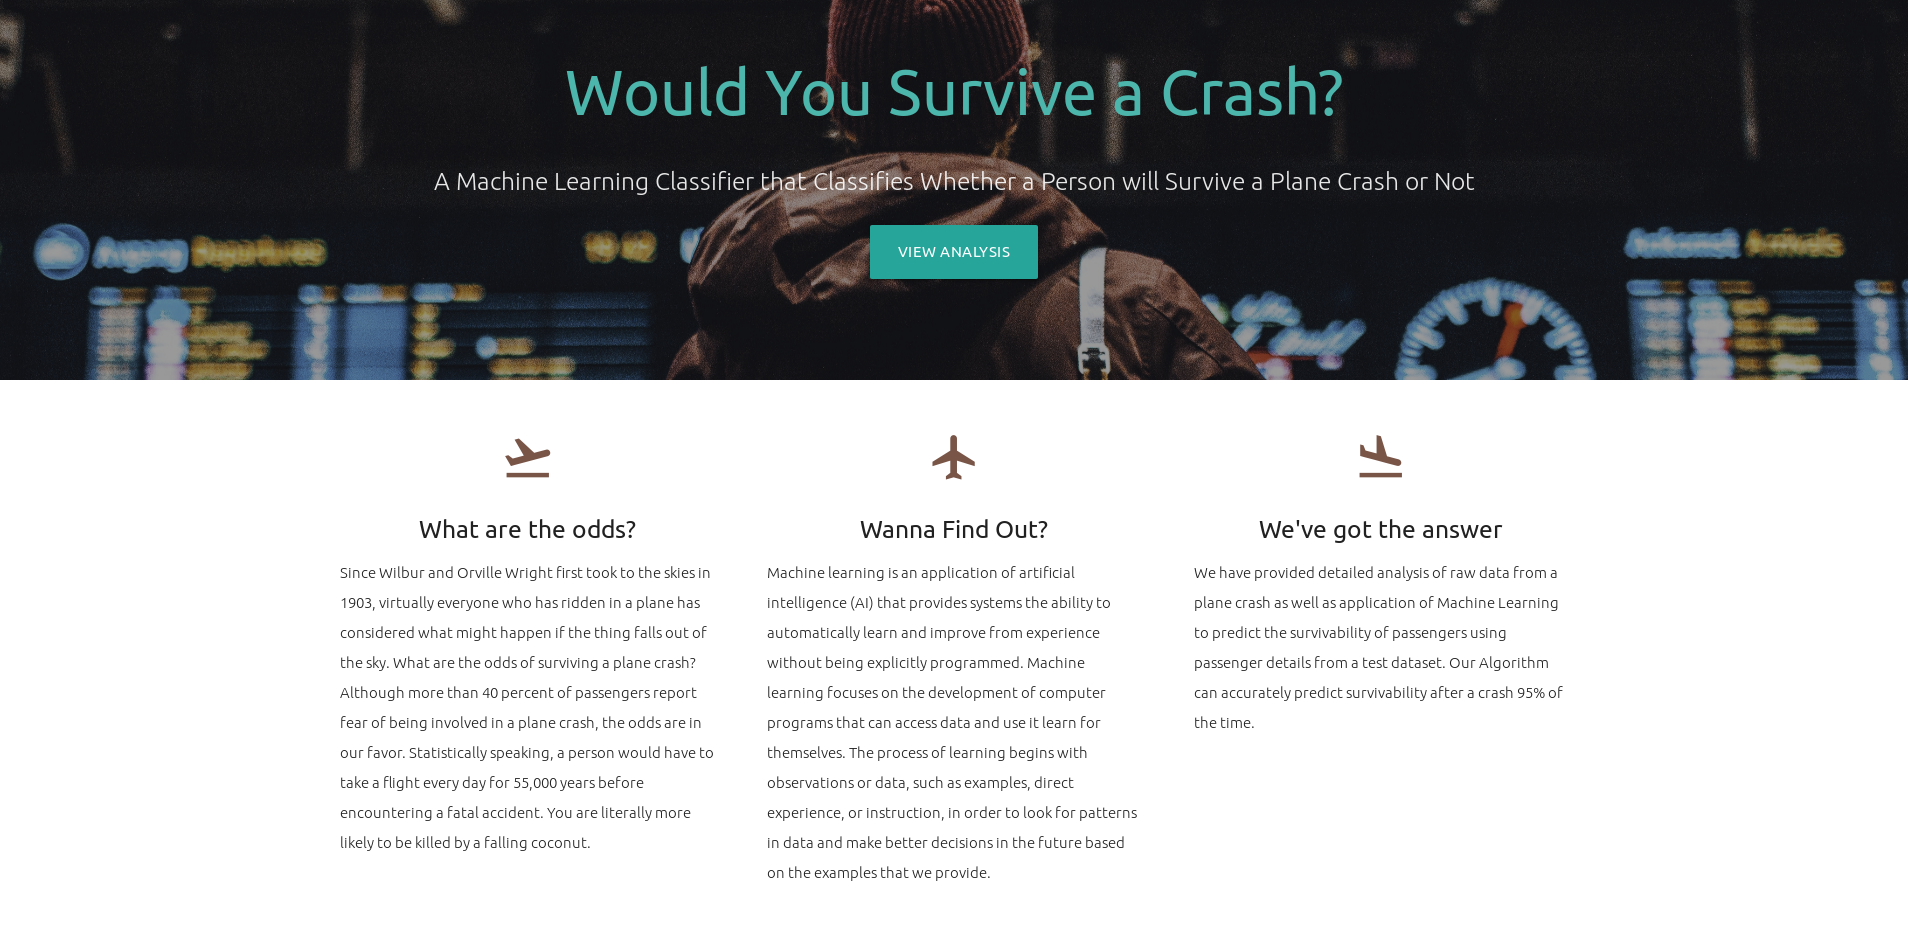 Would You Survive a Crash?
A Machine Learning Classifier that Classifies Whether a Person will Survive a Plane Crash or Not
VIEW ANALYSIS
What are the odds?
Since Wilbur and Orville Wright first took to the skies in
1903, virtually everyone who has ridden in a plane has
considered what might happen if the thing falls out of
the sky. What are the odds of surviving a plane crash?
Although more than 40 percent of passengers report
fear of being involved in a plane crash, the odds are in
our favor. Statistically speaking, a person would have to
take a flight every day for 55,000 years before
encountering a fatal accident. You are literally more
likely to be killed by a falling coconut.
Wanna Find Out?
Machine learning is an application of artificial
intelligence (AI) that provides systems the ability to
automatically learn and improve from experience
without being explicitly programmed. Machine
learning focuses on the development of computer
programs that can access data and use it learn for
themselves. The process of learning begins with
observations or data, such as examples, direct
experience, or instruction, in order to look for patterns
in data and make better decisions in the future based
on the examples that we provide.
We've got the answer
We have provided detailed analysis of raw data from a
plane crash as well as application of Machine Learning
to predict the survivability of passengers using
passenger details from a test dataset. Our Algorithm
can accurately predict survivability after a crash 95% of
the time.